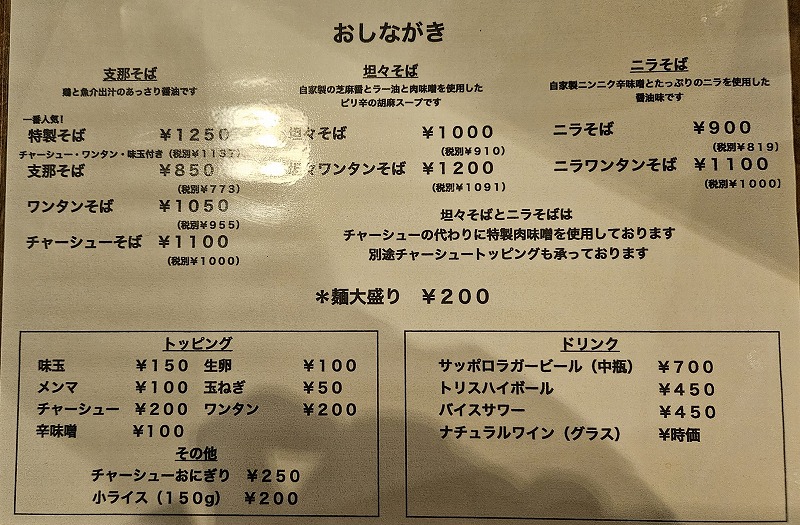 おしながき
支那そば
鶏と魚介出汁のあっさり醤油です
一番人気!
特製そば ¥1250
チャーシュー・ワンタン・味玉付き (税別¥1137)
支那そば ¥850
(税別¥773)
ワンタンそば ¥1050
(税別¥955)
チャーシューそば ¥1100
(税別¥1000)
坦々そば
自家製の芝麻醤とラー油と肉味噌を使用した
ピリ辛の胡麻スープです
坦々そば ¥1000
(税別¥910)
々ワンタンそば ¥1200
(税別¥1091)
ニラそば
自家製ニンニク辛味噌とたっぷりのニラを使用した
醤油味です
ニラそば ¥900
(税別¥819)
ニラワンタンそば ¥1100
(税別¥1000)
坦々そばとニラそばは
チャーシューの代わりに特製肉味噌を使用しております
別途チャーシュートッピングも承っております
*麺大盛り ¥200
トッピング
味玉 ¥150 生卵 ¥100
メンマ ¥100 玉ねぎ ¥50
チャーシュー ¥200 ワンタン ¥200
辛味噌 ¥100
その他
チャーシューおにぎり ¥250
小ライス(150g) ¥200
ドリンク
サッポロラガービール(中瓶) ¥700
トリスハイボール ¥450
バイスサワー ¥450
ナチュラルワイン(グラス) ¥時価